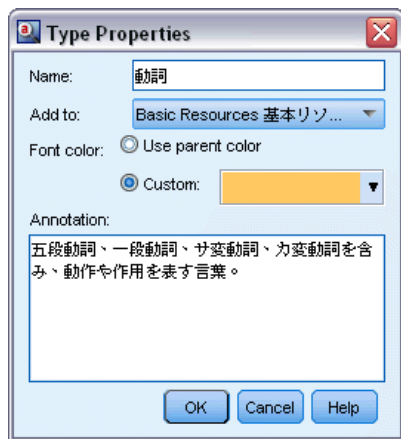 Type Properties
Name: 動詞
Add to: Basic Resources 基本リソ...
Font color: Use parent color
Custom:
Annotation:
五段動詞、一段動詞、サ変動詞、カ変動詞を含
み、動作や作用を表す言葉。
OK Cancel Help